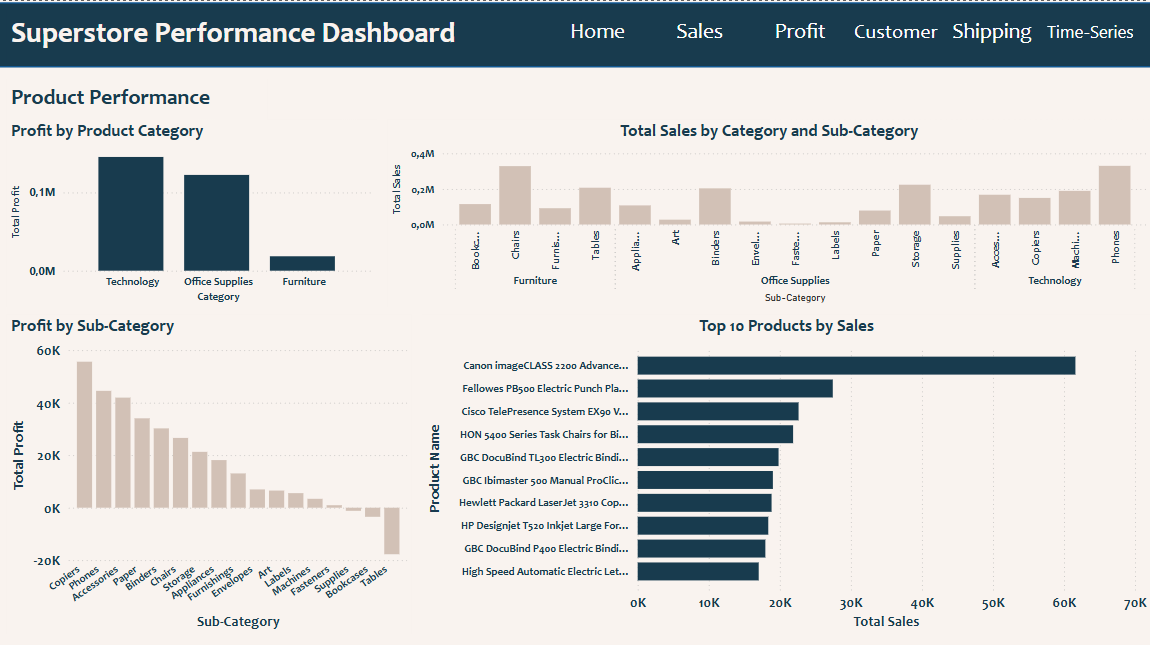 Superstore Performance Dashboard
Home Sales Profit Customer Shipping Time-Series
Product Performance
Profit by Product Category
Total Profit
0,1M
0,0M
Technology Office Supplies Furniture
Category
Total Sales by Category and Sub-Category
Total Sales
0,4M
0,2M
0,0M
Bookc... Chairs Furnis... Tables Applia... Art Binders Envel... Faste... Labels Paper Storage Supplies Acces... Copiers Machi... Phones
Furniture Office Supplies Technology
Sub-Category
Profit by Sub-Category
Total Profit
60K
40K
20K
0K
-20K
Copiers Phones Accessories Paper Binders Chairs Storage Appliances Furnishings Envelopes Art Labels Machines Fasteners Supplies Bookcases Tables
Sub-Category
Top 10 Products by Sales
Product Name
Canon imageCLASS 2200 Advance...
Fellowes PB500 Electric Punch Pla...
Cisco TelePresence System EX90 V...
HON 5400 Series Task Chairs for Bi...
GBC DocuBind TL300 Electric Bindi...
GBC Ibimaster 500 Manual ProClic...
Hewlett Packard LaserJet 3310 Cop...
HP Designjet T520 Inkjet Large For...
GBC DocuBind P400 Electric Bindi...
High Speed Automatic Electric Let...
0K 10K 20K 30K 40K 50K 60K 70K
Total Sales